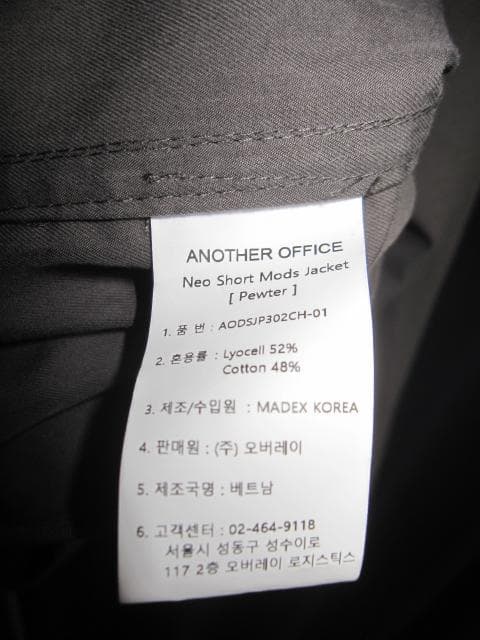 ANOTHER OFFICE
Neo Short Mods Jacket
[ Pewter ]
1. 품 번 : AODSJP302CH-01
2. 혼용률 : Lyocell 52%
Cotton 48%
3. 제조/수입원 : MADEX KOREA
4. 판매원 : (주) 오버레이
5. 제조국명 : 베트남
6. 고객센터 : 02-464-9118
서울시 성동구 성수이로
117 2층 오버레이 로지스틱스